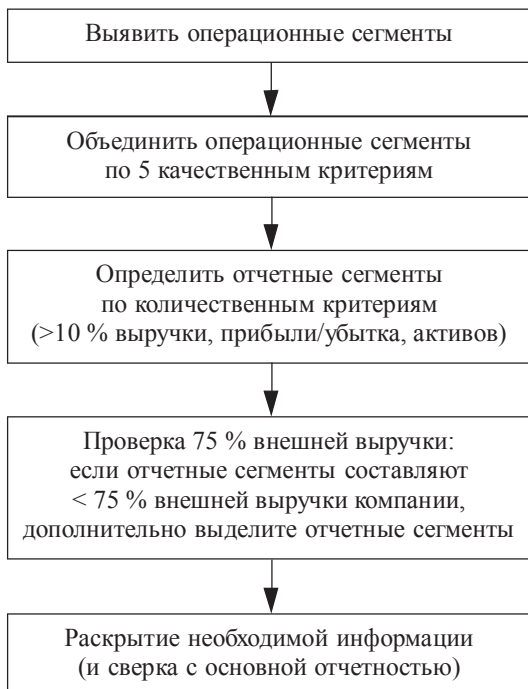 Выявить операционные сегменты
Объединить операционные сегменты
по 5 качественным критериям
Определить отчетные сегменты
по количественным критериям
(>10 % выручки, прибыли/убытка, активов)
Проверка 75 % внешней выручки:
если отчетные сегменты составляют
< 75 % внешней выручки компании,
дополнительно выделите отчетные сегменты
Раскрытие необходимой информации
(и сверка с основной отчетностью)